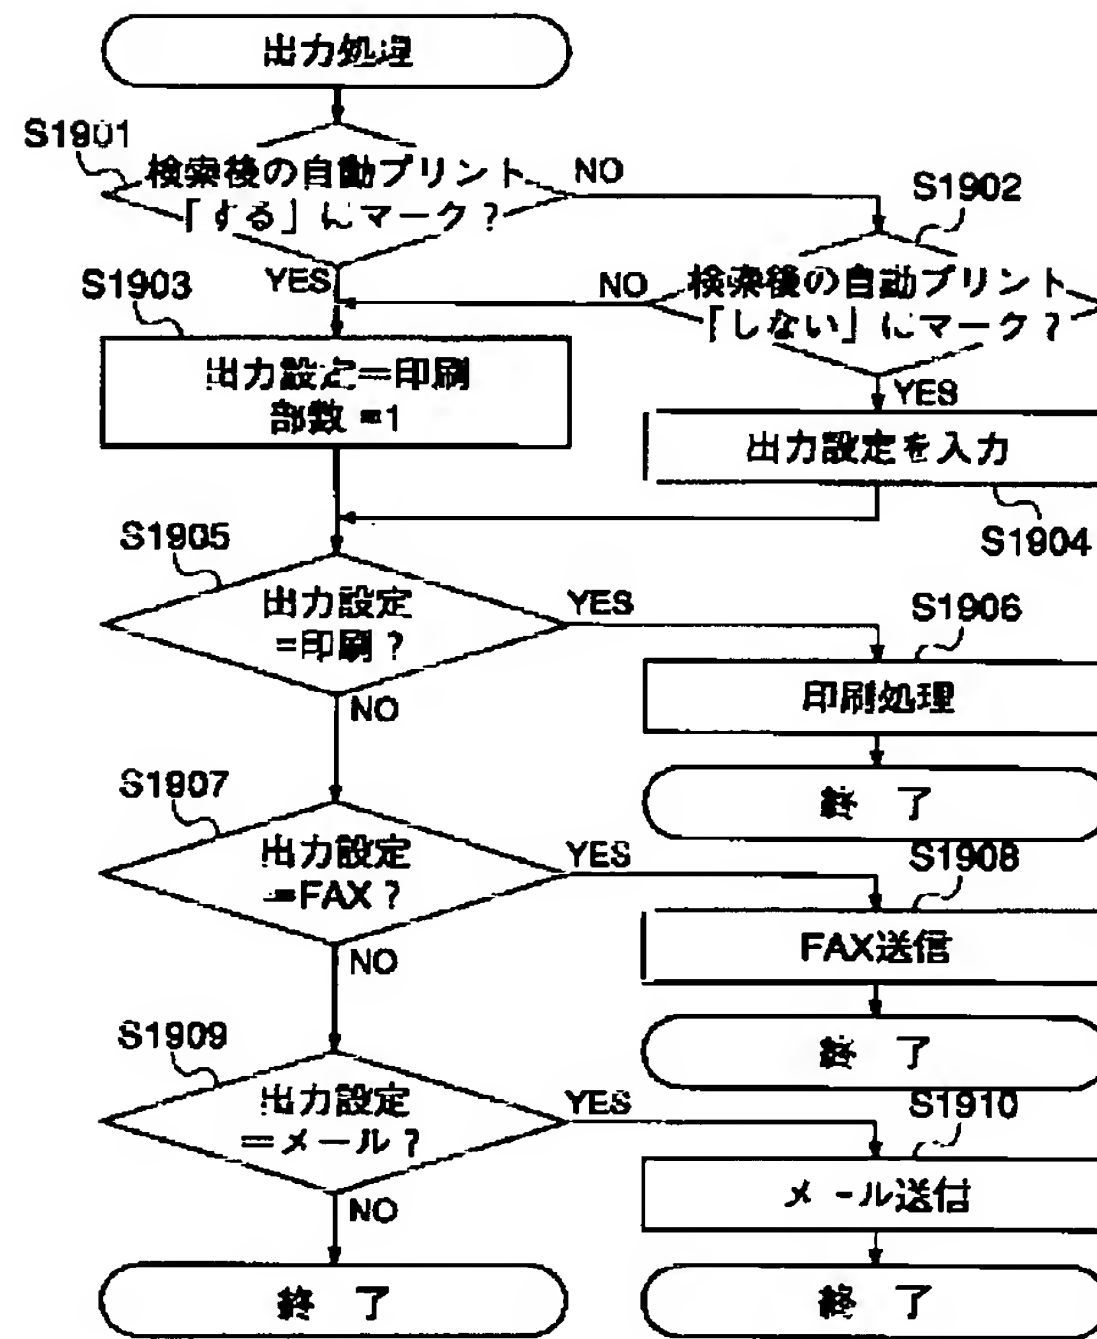 出力処理
S1901
検索後の自動プリント
「する」にマーク?
NO
S1902
検索後の自動プリント
「しない」にマーク?
NO
YES
S1903
出力設定=印刷
部数=1
YES
出力設定を入力
S1904
S1905
出力設定
=印刷?
YES
S1906
印刷処理
終 了
NO
S1907
出力設定
=FAX?
YES
S1908
FAX送信
終 了
NO
S1909
出力設定
=メール?
YES
S1910
メール送信
終 了
NO
終 了